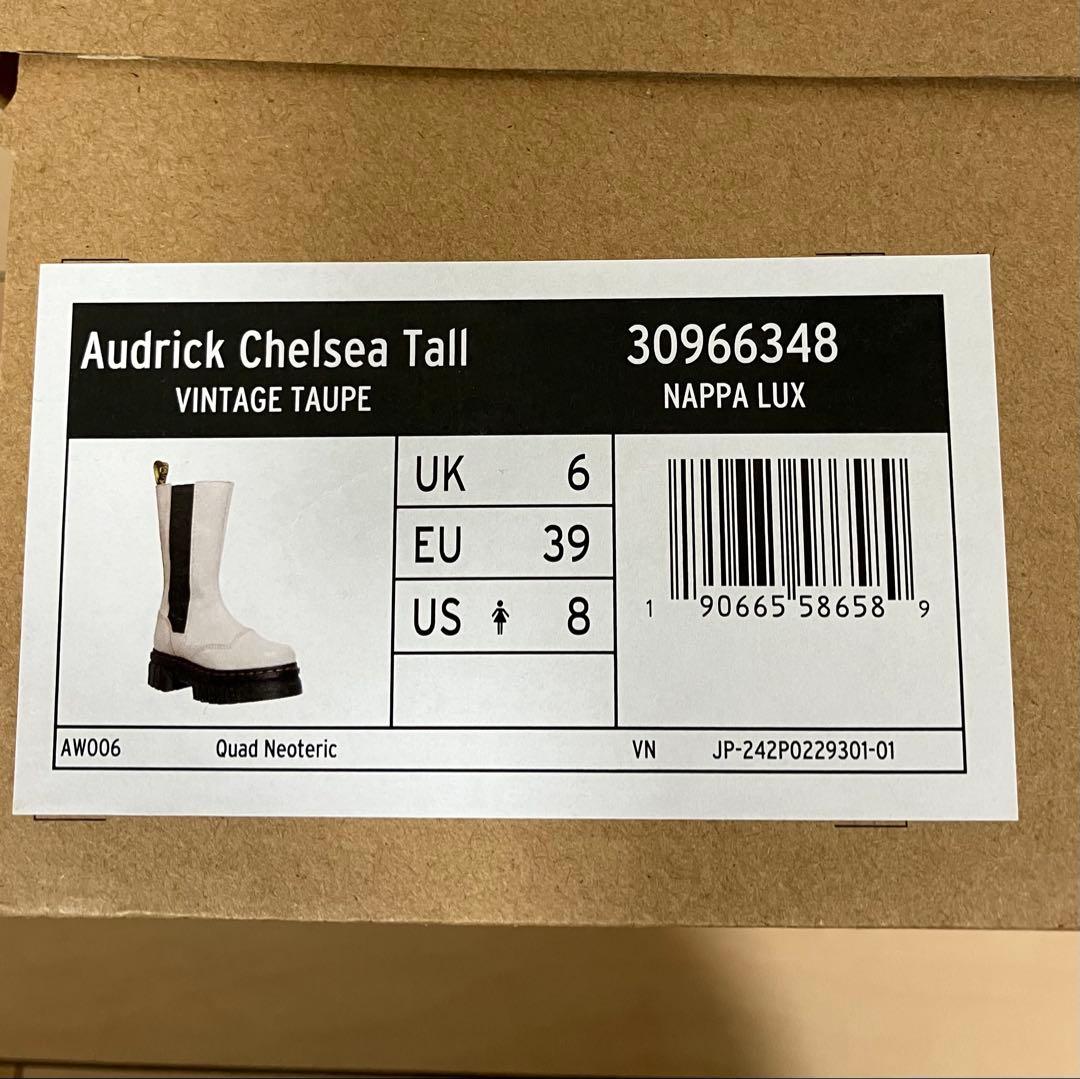 Audrick Chelsea Tall 30966348
VINTAGE TAUPE NAPPA LUX
UK 6
EU 39
US 8
1 90665 58658 9
AW006 Quad Neoteric VN JP-242P0229301-01